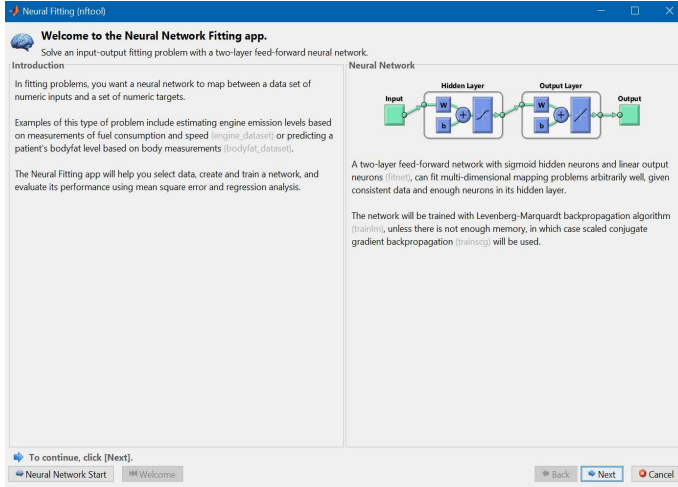 Neural Fitting (nftool)
Welcome to the Neural Network Fitting app.
Solve an input-output fitting problem with a two-layer feed-forward neural network.
Introduction
In fitting problems, you want a neural network to map between a data set of
numeric inputs and a set of numeric targets.
Examples of this type of problem include estimating engine emission levels based
on measurements of fuel consumption and speed (engine_dataset) or predicting a
patient's bodyfat level based on body measurements (bodyfat_dataset).
The Neural Fitting app will help you select data, create and train a network, and
evaluate its performance using mean square error and regression analysis.
Neural Network
Hidden Layer
Output Layer
Input
Output
W
b
+
W
b
+
A two-layer feed-forward network with sigmoid hidden neurons and linear output
neurons (fitnet), can fit multi-dimensional mapping problems arbitrarily well, given
consistent data and enough neurons in its hidden layer.
The network will be trained with Levenberg-Marquardt backpropagation algorithm
(trainlm), unless there is not enough memory, in which case scaled conjugate
gradient backpropagation (trainscg) will be used.
To continue, click [Next].
Neural Network Start
Welcome
Back
Next
Cancel